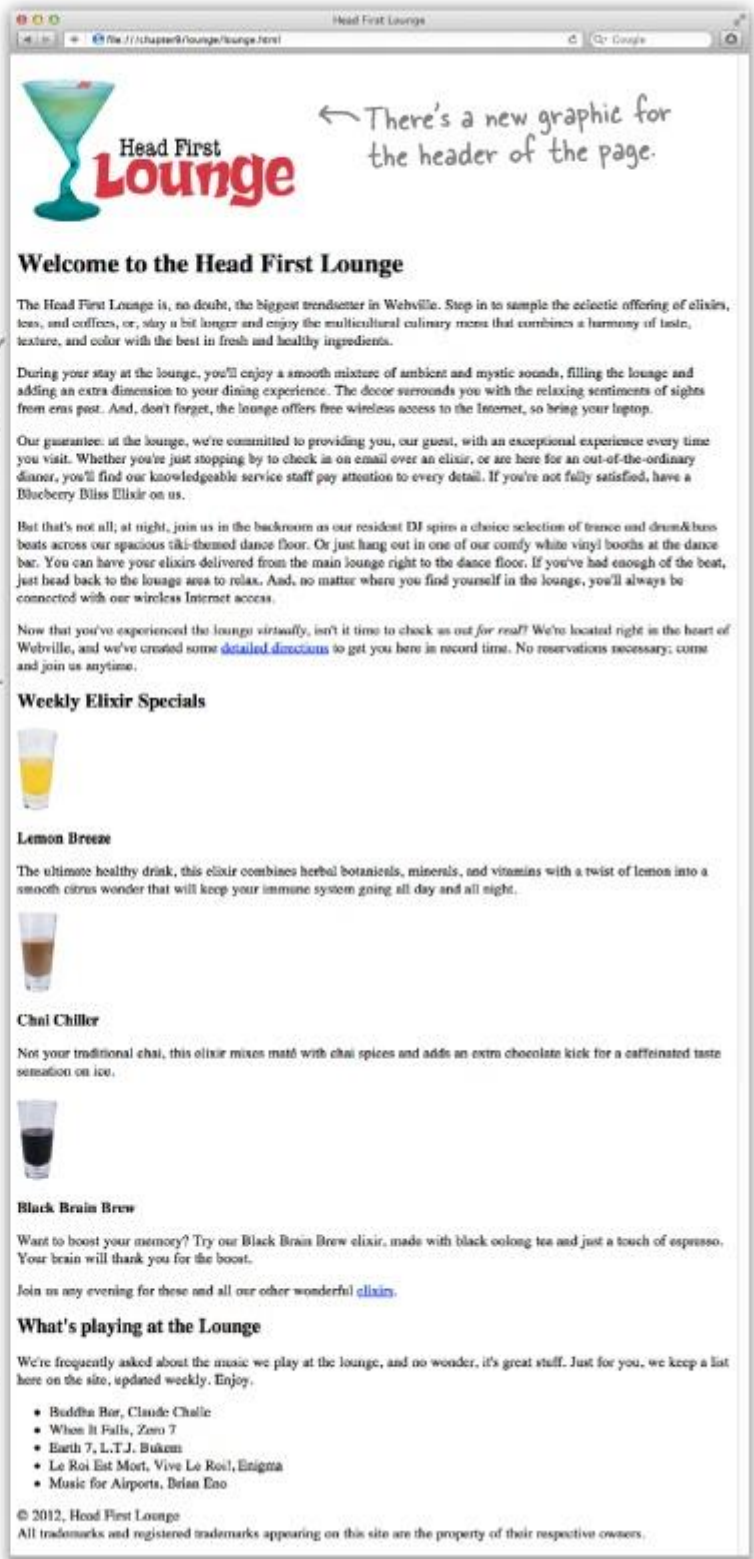 Head First Lounge
file:///chapter9/lounge/lounge.html
Google
Head First
Lounge
There's a new graphic for
the header of the page.
Welcome to the Head First Lounge
The Head First Lounge is, no doubt, the biggest trendsetter in Webville. Stop in to sample the eclectic offering of elixirs,
teas, and coffees, or, stay a bit longer and enjoy the multicultural culinary menu that combines a harmony of taste,
texture, and color with the best in fresh and healthy ingredients.
During your stay at the lounge, you'll enjoy a smooth mixture of ambient and mystic sounds, filling the lounge and
adding an extra dimension to your dining experience. The decor surrounds you with the relaxing sentiments of sights
from eras past. And, don't forget, the lounge offers free wireless access to the Internet, so bring your laptop.
Our guarantee: at the lounge, we're committed to providing you, our guest, with an exceptional experience every time
you visit. Whether you're just stopping by to check in on email over an elixir, or are here for an out-of-the-ordinary
dinner, you'll find our knowledgeable service staff pay attention to every detail. If you're not fully satisfied, have a
Blueberry Bliss Elixir on us.
But that's not all; at night, join us in the backroom as our resident DJ spins a choice selection of trance and drum&bass
beats across our spacious tiki-themed dance floor. Or just hang out in one of our comfy white vinyl booths at the dance
bar. You can have your elixirs delivered from the main lounge right to the dance floor. If you've had enough of the beat,
just head back to the lounge area to relax. And, no matter where you find yourself in the lounge, you'll always be
connected with our wireless Internet access.
Now that you've experienced the lounge virtually, isn't it time to check us out for real? We're located right in the heart of
Webville, and we've created some detailed directions to get you here in record time. No reservations necessary; come
and join us anytime.
Weekly Elixir Specials
Lemon Breeze
The ultimate healthy drink, this elixir combines herbal botanicals, minerals, and vitamins with a twist of lemon into a
smooth citrus wonder that will keep your immune system going all day and all night.
Chai Chiller
Not your traditional chai, this elixir mixes maté with chai spices and adds an extra chocolate kick for a caffeinated taste
sensation on ice.
Black Brain Brew
Want to boost your memory? Try our Black Brain Brew elixir, made with black oolong tea and just a touch of espresso.
Your brain will thank you for the boost.
Join us any evening for these and all our other wonderful elixirs.
What's playing at the Lounge
We're frequently asked about the music we play at the lounge, and no wonder, it's great stuff. Just for you, we keep a list
here on the site, updated weekly. Enjoy.
• Buddha Bar, Claude Challe
• When It Falls, Zero 7
• Earth 7, L.T.J. Bukem
• Le Roi Est Mort, Vive Le Roi!, Enigma
• Music for Airports, Brian Eno
© 2012, Head First Lounge
All trademarks and registered trademarks appearing on this site are the property of their respective owners.